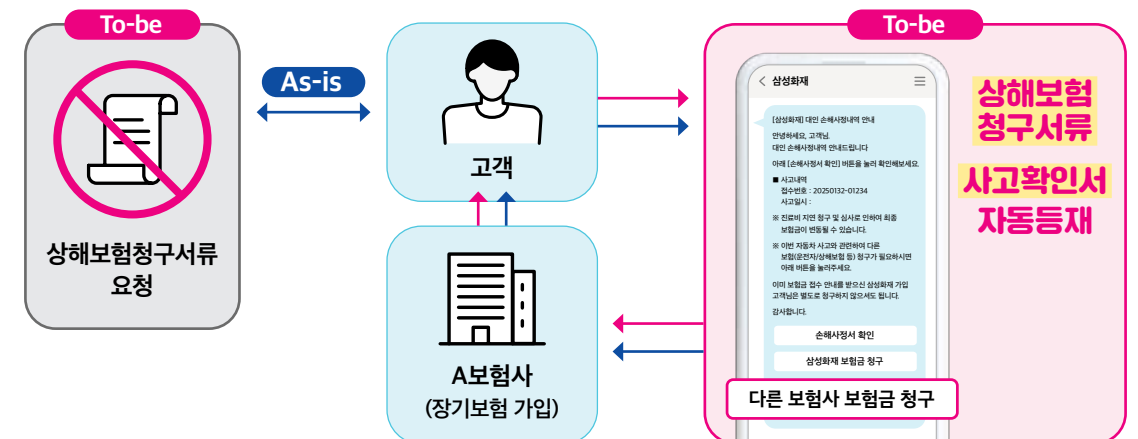 To-be
상해보험청구서류
요청
As-is
고객
A보험사
(장기보험 가입)
To-be
삼성화재
[삼성화재] 대인 손해사정내역 안내
안녕하세요, 고객님.
대인 손해사정내역 안내드립니다
아래 [손해사정서 확인] 버튼을 눌러 확인해보세요.
■ 사고내역
접수번호 : 20250132-01234
사고일시 :
※ 진료비 지연 청구 및 심사로 인하여 최종
보험금이 변동될 수 있습니다.
※ 이번 자동차 사고와 관련하여 다른
보험(운전자/상해보험 등) 청구가 필요하시면
아래 버튼을 눌러주세요.
이미 보험금 접수 안내를 받으신 삼성화재 가입
고객님은 별도로 청구하지 않으셔도 됩니다.
감사합니다.
손해사정서 확인
삼성화재 보험금 청구
다른 보험사 보험금 청구
상해보험
청구서류
사고확인서
자동등재